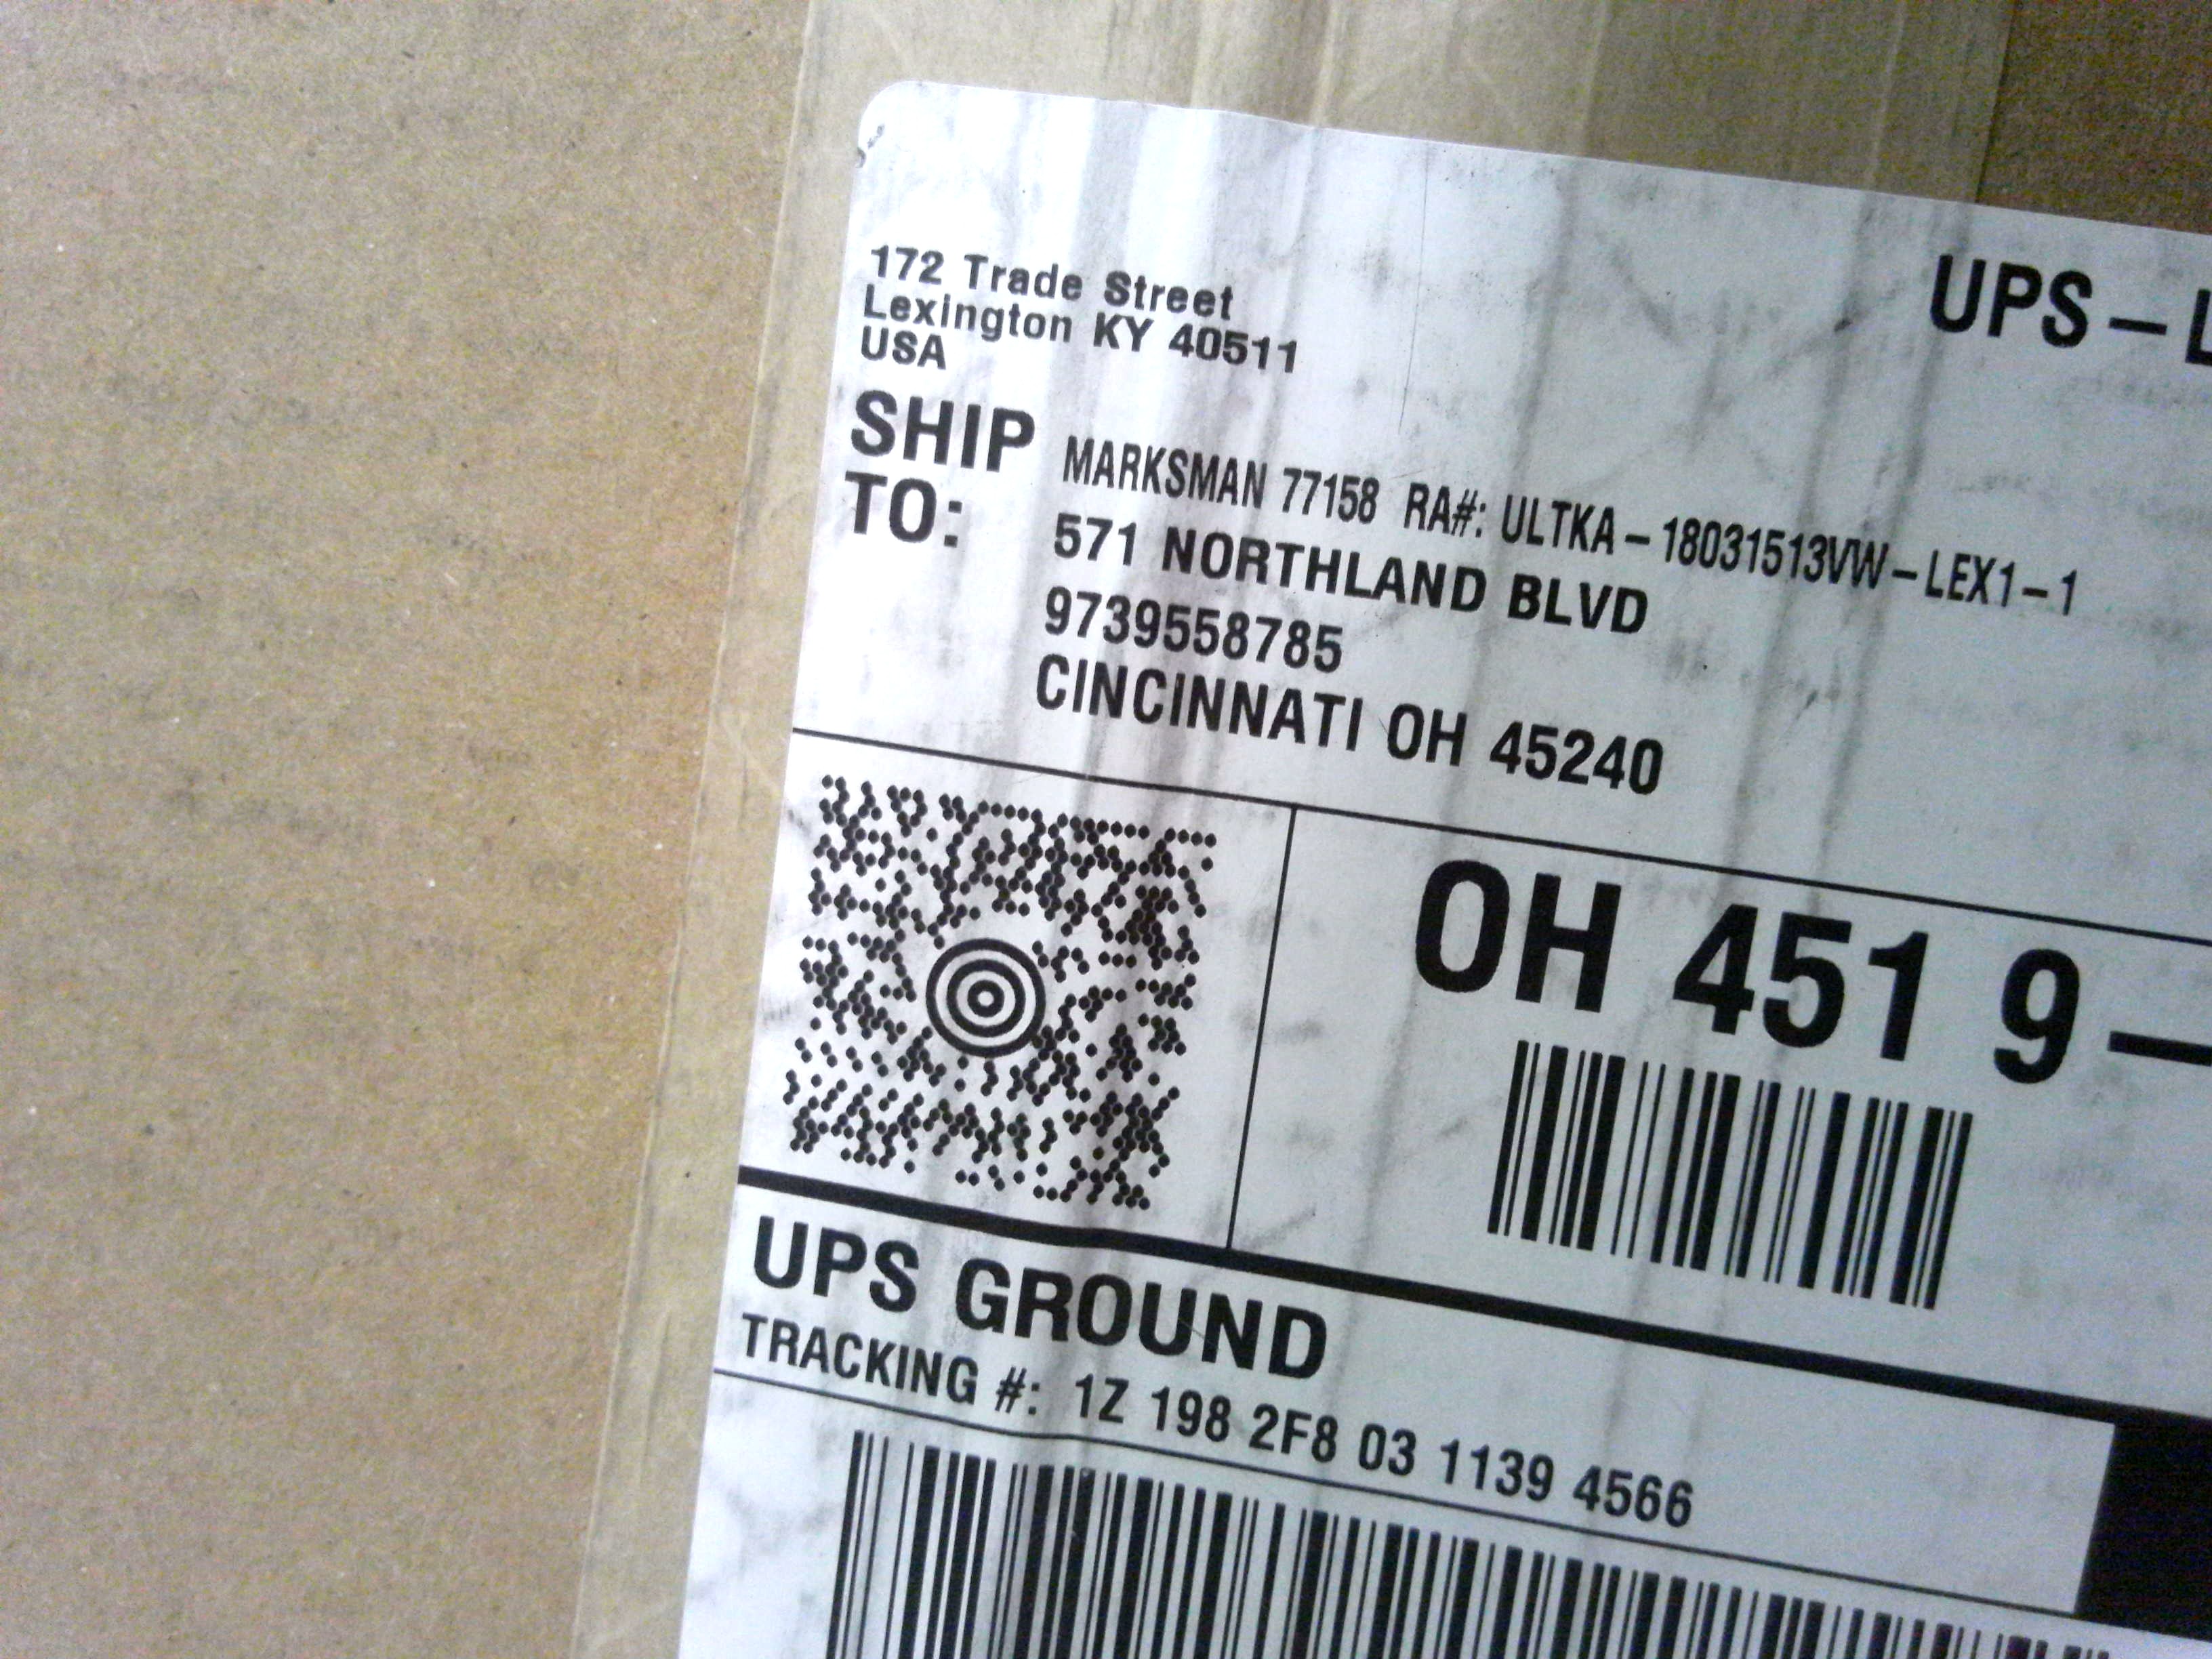 172 Trade Street
Lexington KY 40511
USA
UPS – L
SHIP TO:
MARKSMAN 77158 RA#: ULTKA – 18031513VW – LEX1 – 1
571 NORTHLAND BLVD
9739558785
CINCINNATI OH 45240
OH 451 9 –
UPS GROUND
TRACKING #: 1Z 198 2F8 03 1139 4566